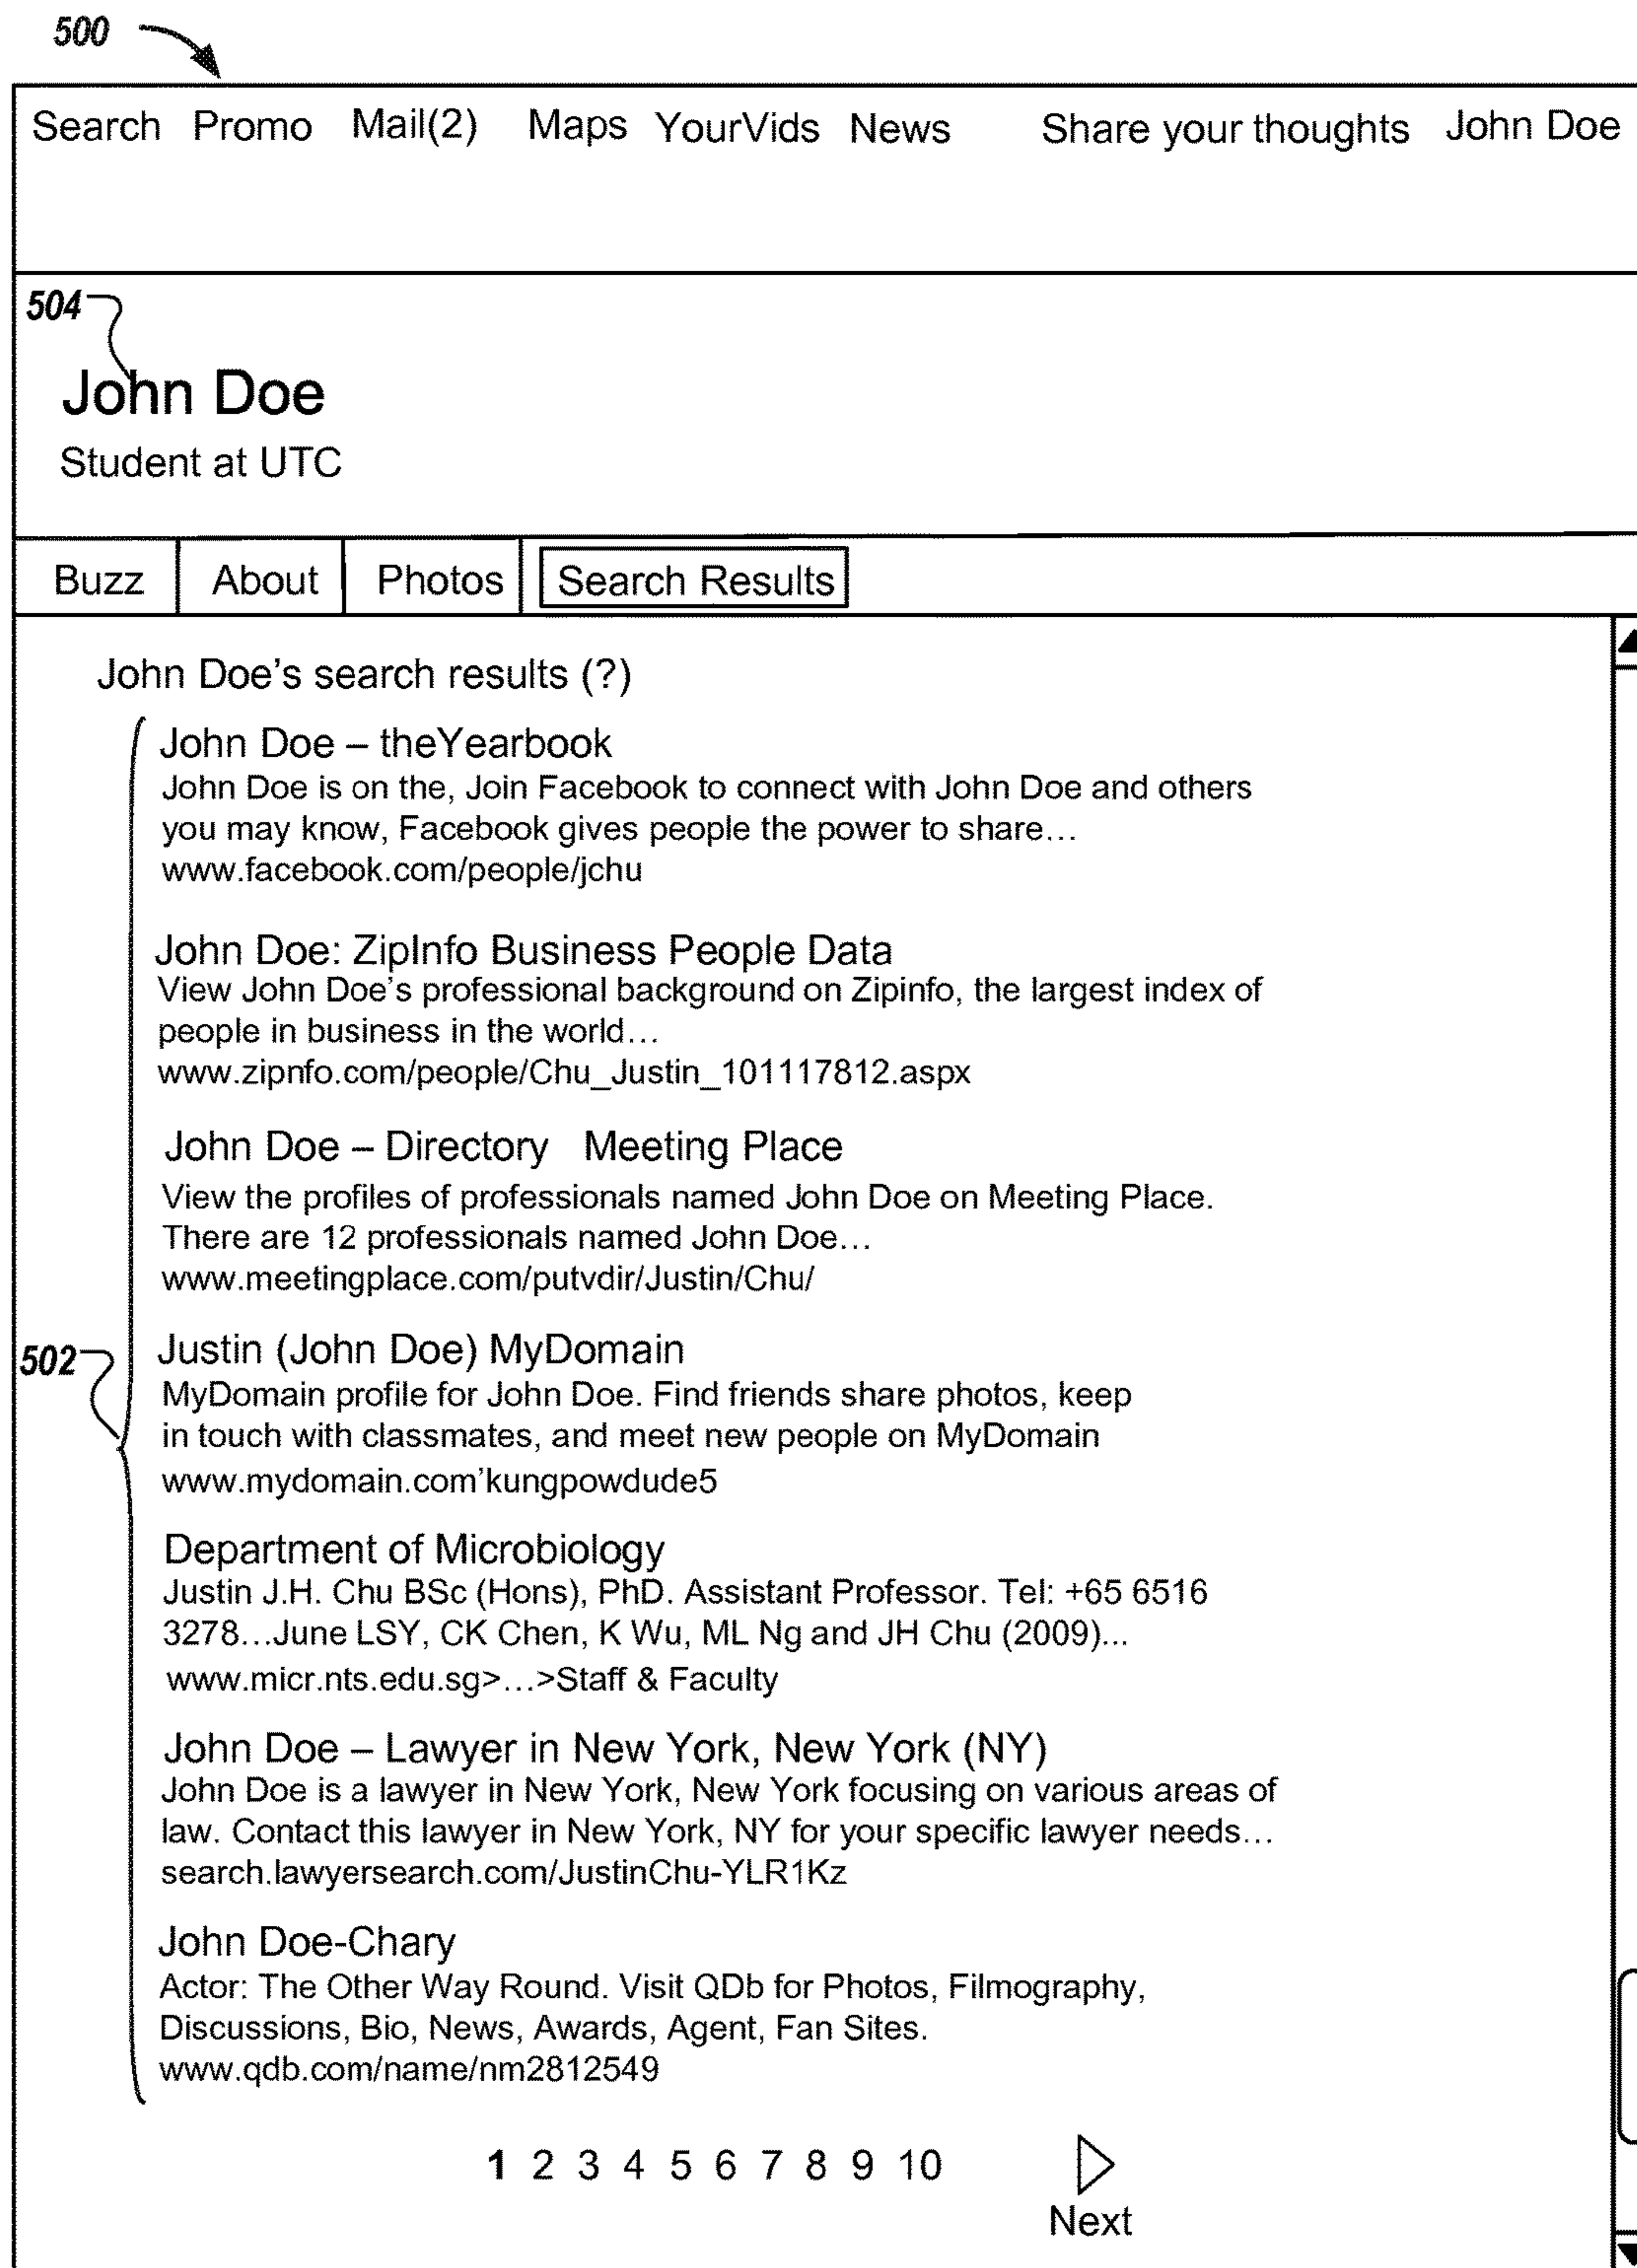 500
Search Promo Mail(2) Maps YourVids News Share your thoughts John Doe
504
John Doe
Student at UTC
Buzz About Photos Search Results
John Doe's search results (?)
John Doe – theYearbook
John Doe is on the, Join Facebook to connect with John Doe and others
you may know, Facebook gives people the power to share...
www.facebook.com/people/jchu
John Doe: ZipInfo Business People Data
View John Doe's professional background on Zipinfo, the largest index of
people in business in the world...
www.zipnfo.com/people/Chu_Justin_101117812.aspx
John Doe – Directory Meeting Place
View the profiles of professionals named John Doe on Meeting Place.
There are 12 professionals named John Doe...
www.meetingplace.com/putvdir/Justin/Chu/
502
Justin (John Doe) MyDomain
MyDomain profile for John Doe. Find friends share photos, keep
in touch with classmates, and meet new people on MyDomain
www.mydomain.com'kungpowdude5
Department of Microbiology
Justin J.H. Chu BSc (Hons), PhD. Assistant Professor. Tel: +65 6516
3278...June LSY, CK Chen, K Wu, ML Ng and JH Chu (2009)...
www.micr.nts.edu.sg>...>Staff & Faculty
John Doe – Lawyer in New York, New York (NY)
John Doe is a lawyer in New York, New York focusing on various areas of
law. Contact this lawyer in New York, NY for your specific lawyer needs...
search.lawyersearch.com/JustinChu-YLR1Kz
John Doe-Chary
Actor: The Other Way Round. Visit QDb for Photos, Filmography,
Discussions, Bio, News, Awards, Agent, Fan Sites.
www.qdb.com/name/nm2812549
1 2 3 4 5 6 7 8 9 10
Next